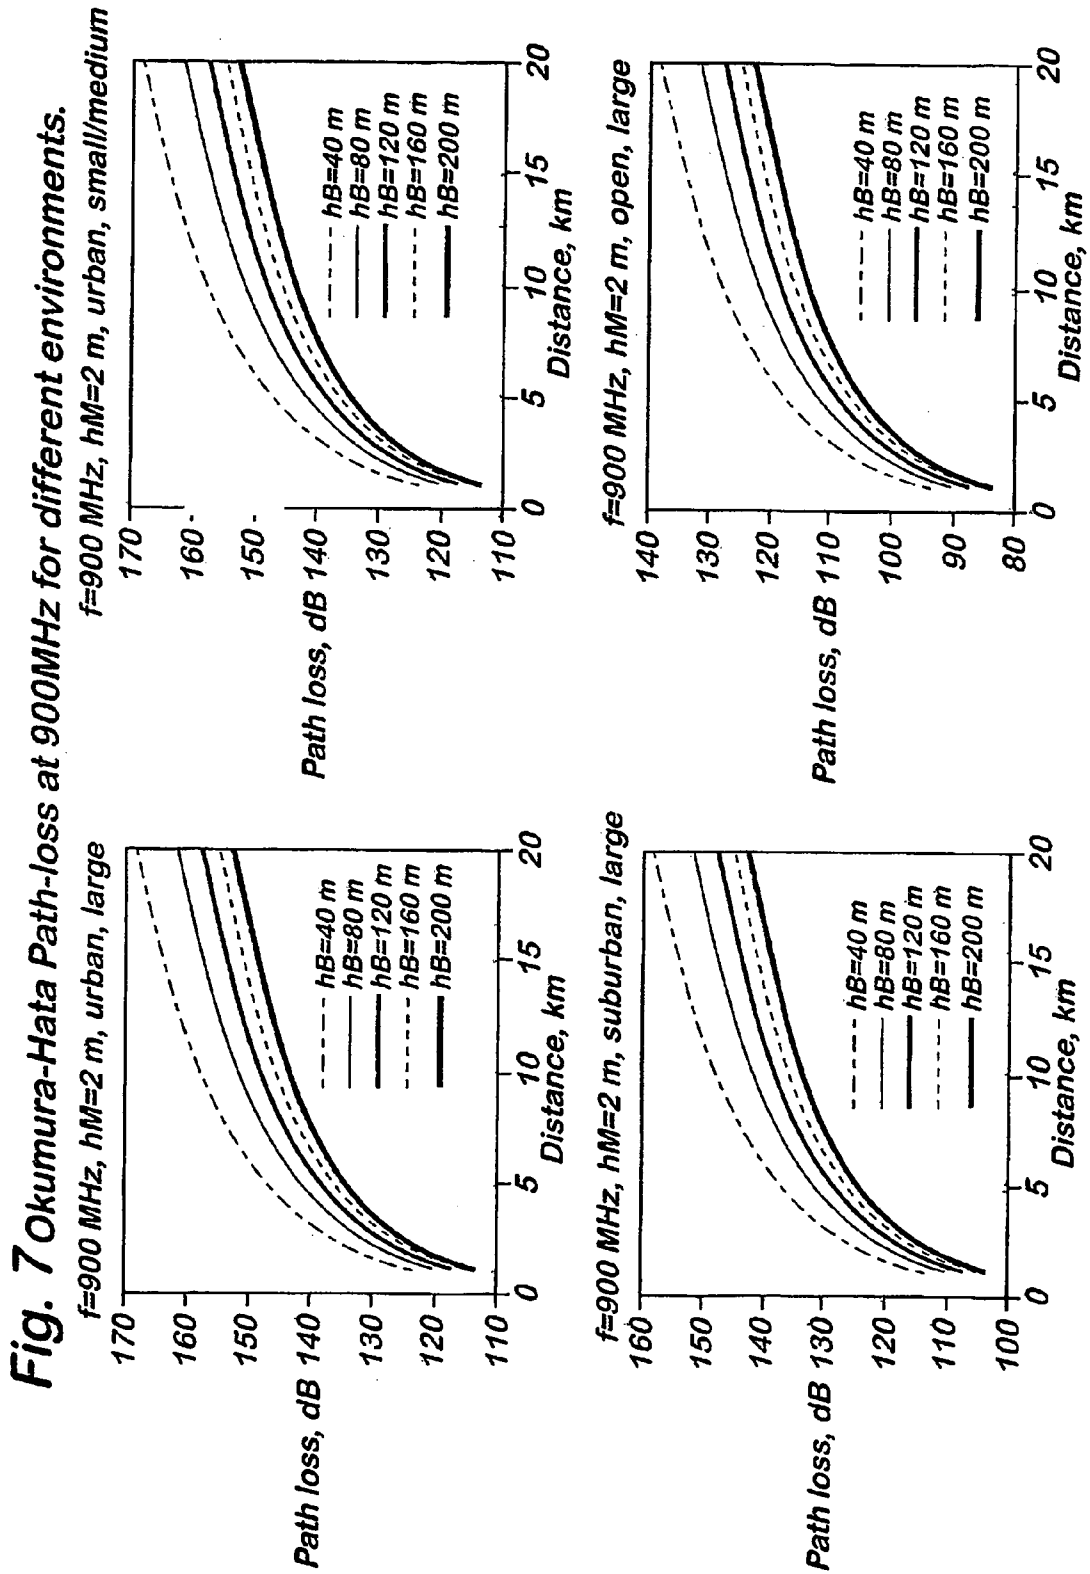 Fig. 7 Okumura-Hata Path-loss at 900MHz for different environments.
f=900 MHz, hM=2 m, urban, large
170
160
150
140
130
120
110
Path loss, dB
0
5
10
15
20
Distance, km
hB=40 m
hB=80 m
hB=120 m
hB=160 m
hB=200 m
f=900 MHz, hM=2 m, urban, small/medium
170
160
150
140
130
120
110
Path loss, dB
0
5
10
15
20
Distance, km
hB=40 m
hB=80 m
hB=120 m
hB=160 m
hB=200 m
f=900 MHz, hM=2 m, suburban, large
160
150
140
130
120
110
100
Path loss, dB
0
5
10
15
20
Distance, km
hB=40 m
hB=80 m
hB=120 m
hB=160 m
hB=200 m
f=900 MHz, hM=2 m, open, large
140
130
120
110
100
90
80
Path loss, dB
0
5
10
15
20
Distance, km
hB=40 m
hB=80 m
hB=120 m
hB=160 m
hB=200 m